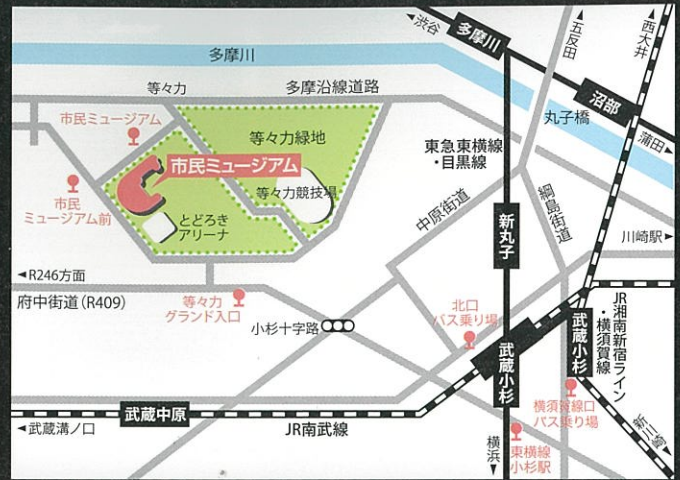 渋谷
多摩川
五反田
西大井
多摩川
沼部
等々力
多摩沿線道路
丸子橋
蒲田
市民ミュージアム
等々力緑地
東急東横線
・目黒線
市民ミュージアム
市民
ミュージアム前
等々力競技場
とどろき
アリーナ
中原街道
綱島街道
新丸子
川崎駅
R246方面
府中街道(R409)
等々力
グランド入口
小杉十字路
北口
バス乗り場
JR湘南新宿ライン
・横須賀線
武蔵小杉
武蔵小杉
武蔵中原
横須賀線口
バス乗り場
新川崎
武蔵溝ノ口
JR南武線
横浜
東横線
小杉駅